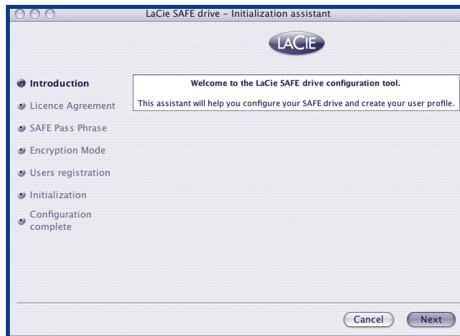 LaCie SAFE drive – Initialization assistant
LACIE
Introduction
Welcome to the LaCie SAFE drive configuration tool.
This assistant will help you configure your SAFE drive and create your user profile.
Licence Agreement
SAFE Pass Phrase
Encryption Mode
Users registration
Initialization
Configuration
complete
Cancel
Next